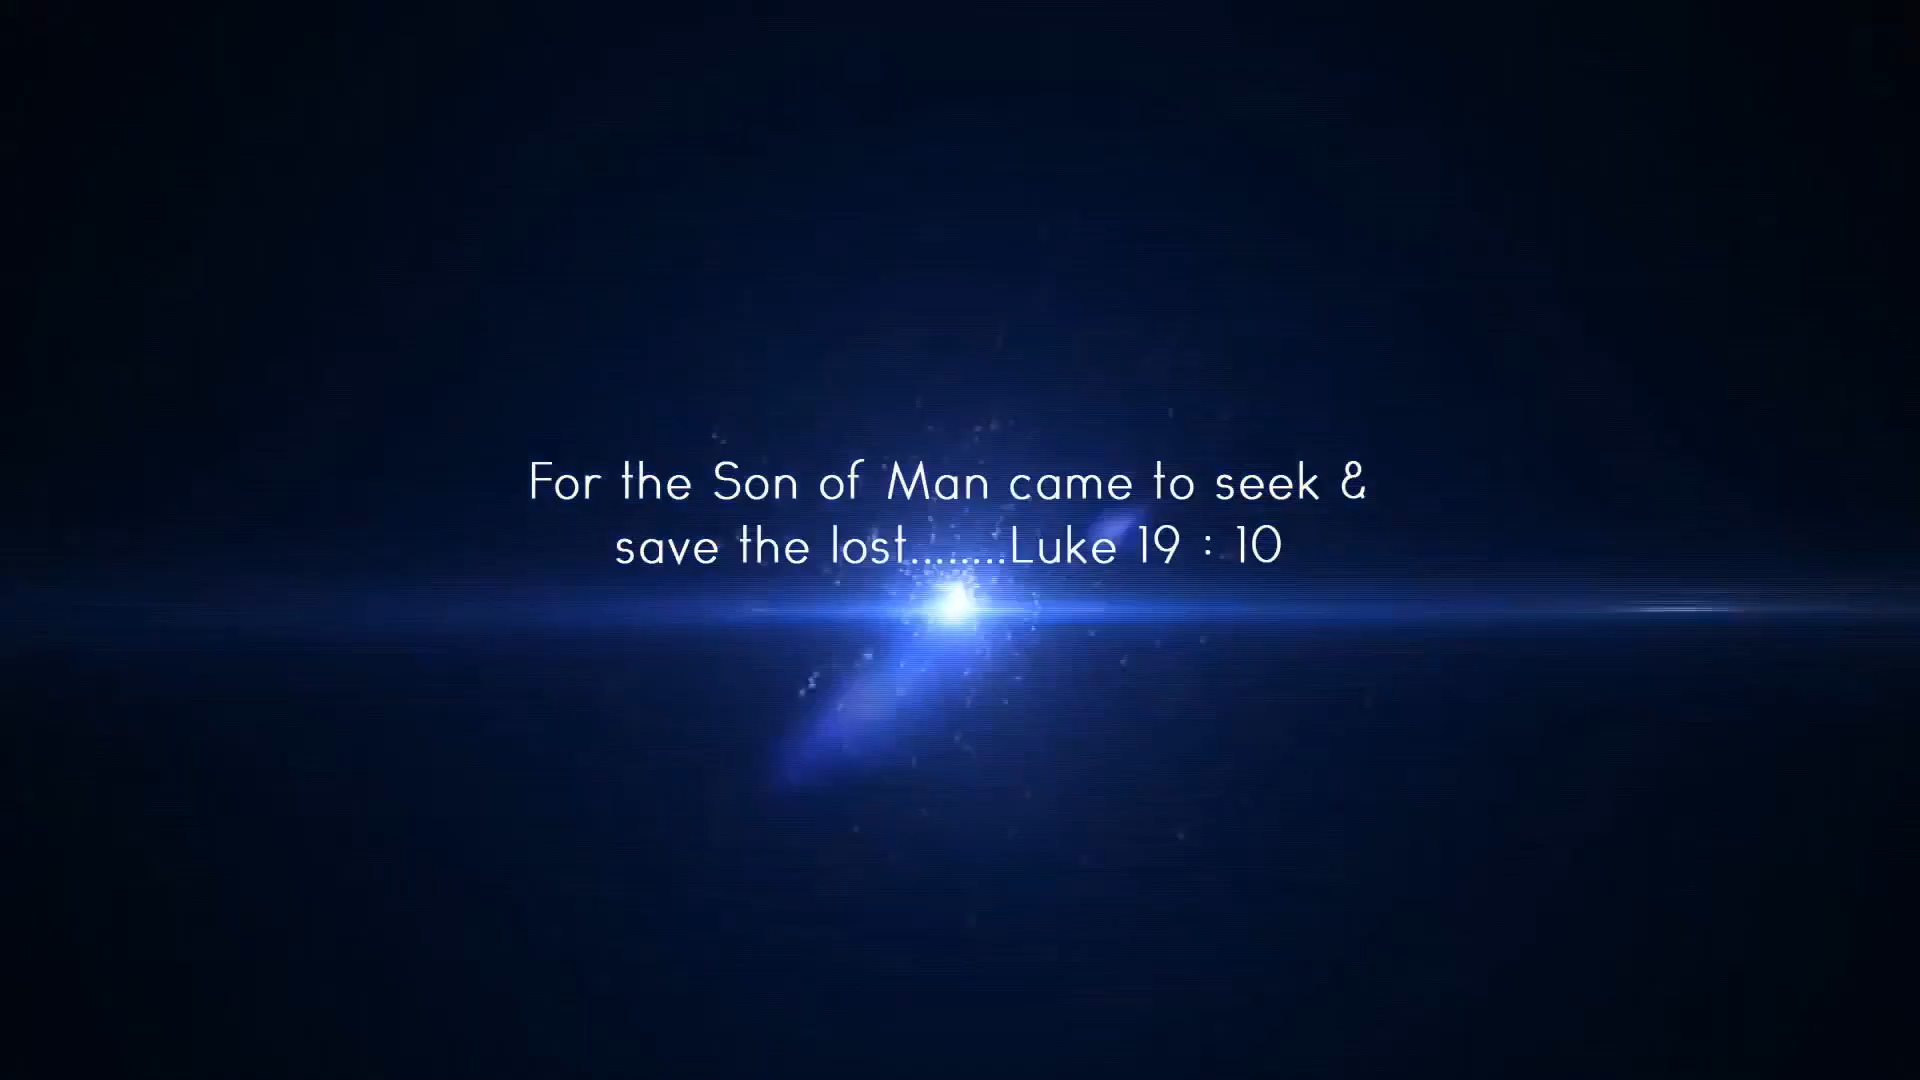 For the Son of Man came to seek &
save the lost........Luke 19 : 10